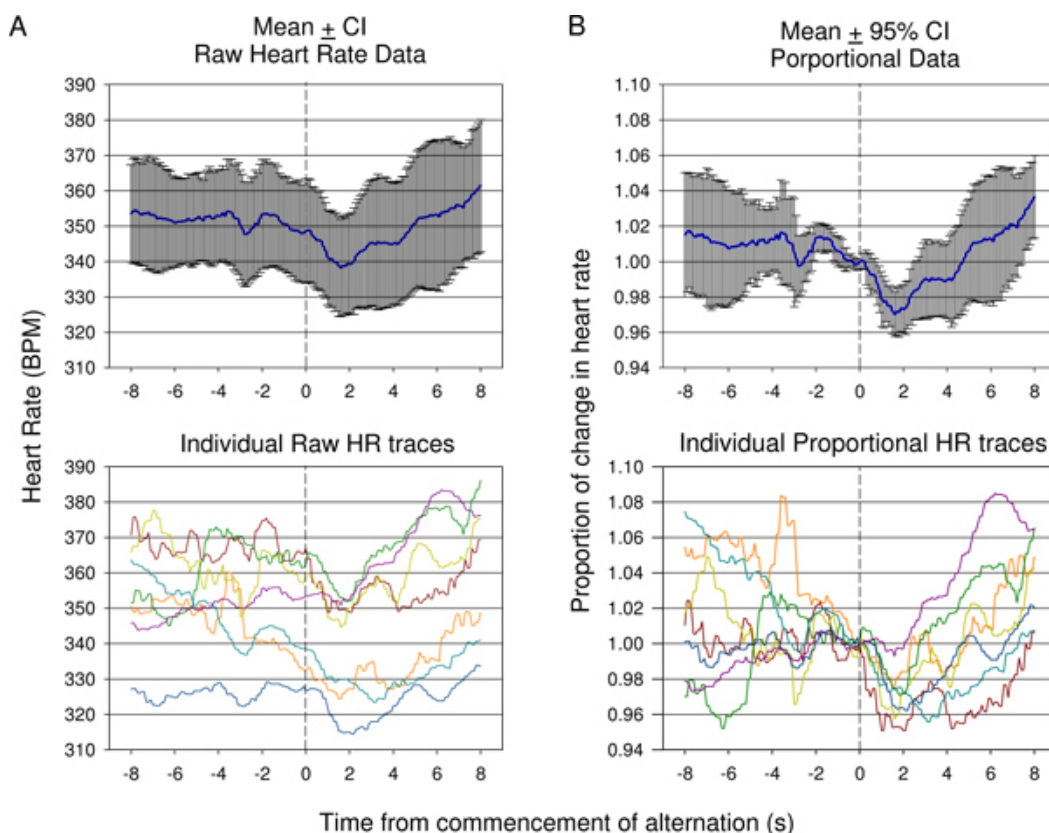 A
Mean ± CI
Raw Heart Rate Data
390
380
370
360
350
340
330
320
310
-8 -6 -4 -2 0 2 4 6 8
Individual Raw HR traces
390
380
370
360
350
340
330
320
310
-8 -6 -4 -2 0 2 4 6 8
Heart Rate (BPM)
B
Mean ± 95% CI
Porportional Data
1.10
1.08
1.06
1.04
1.02
1.00
0.98
0.96
0.94
-8 -6 -4 -2 0 2 4 6 8
Individual Proportional HR traces
1.10
1.08
1.06
1.04
1.02
1.00
0.98
0.96
0.94
-8 -6 -4 -2 0 2 4 6 8
Proportion of change in heart rate
Time from commencement of alternation (s)